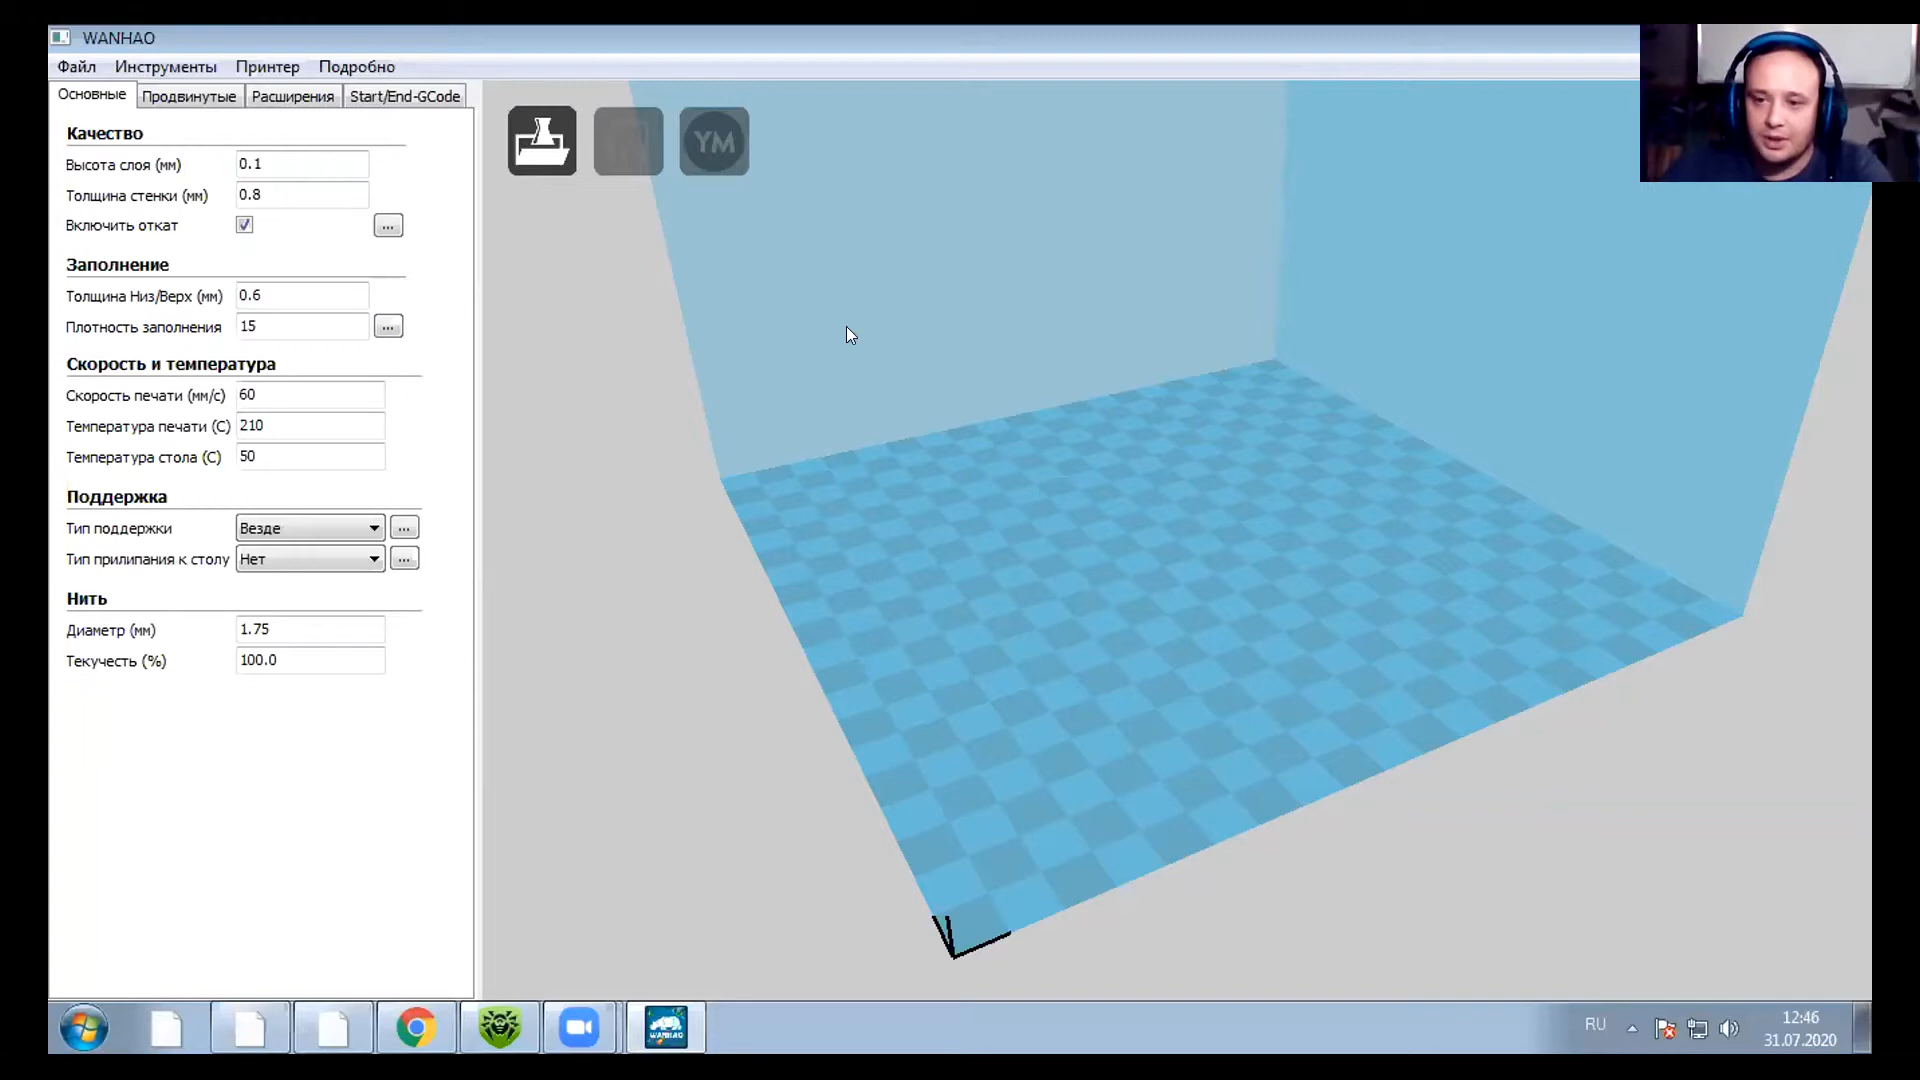 WANHAO
Файл Инструменты Принтер Подробно
Основные Продвинутые Расширения Start/End-GCode
Качество
Высота слоя (мм) 0.1
Толщина стенки (мм) 0.8
Включить откат ...
Заполнение
Толщина Низ/Верх (мм) 0.6
Плотность заполнения 15 ...
Скорость и температура
Скорость печати (мм/с) 60
Температура печати (C) 210
Температура стола (C) 50
Поддержка
Тип поддержки Везде ...
Тип прилипания к столу Нет ...
Нить
Диаметр (мм) 1.75
Текучесть (%) 100.0
YM
WANHAO
RU
12:46
31.07.2020